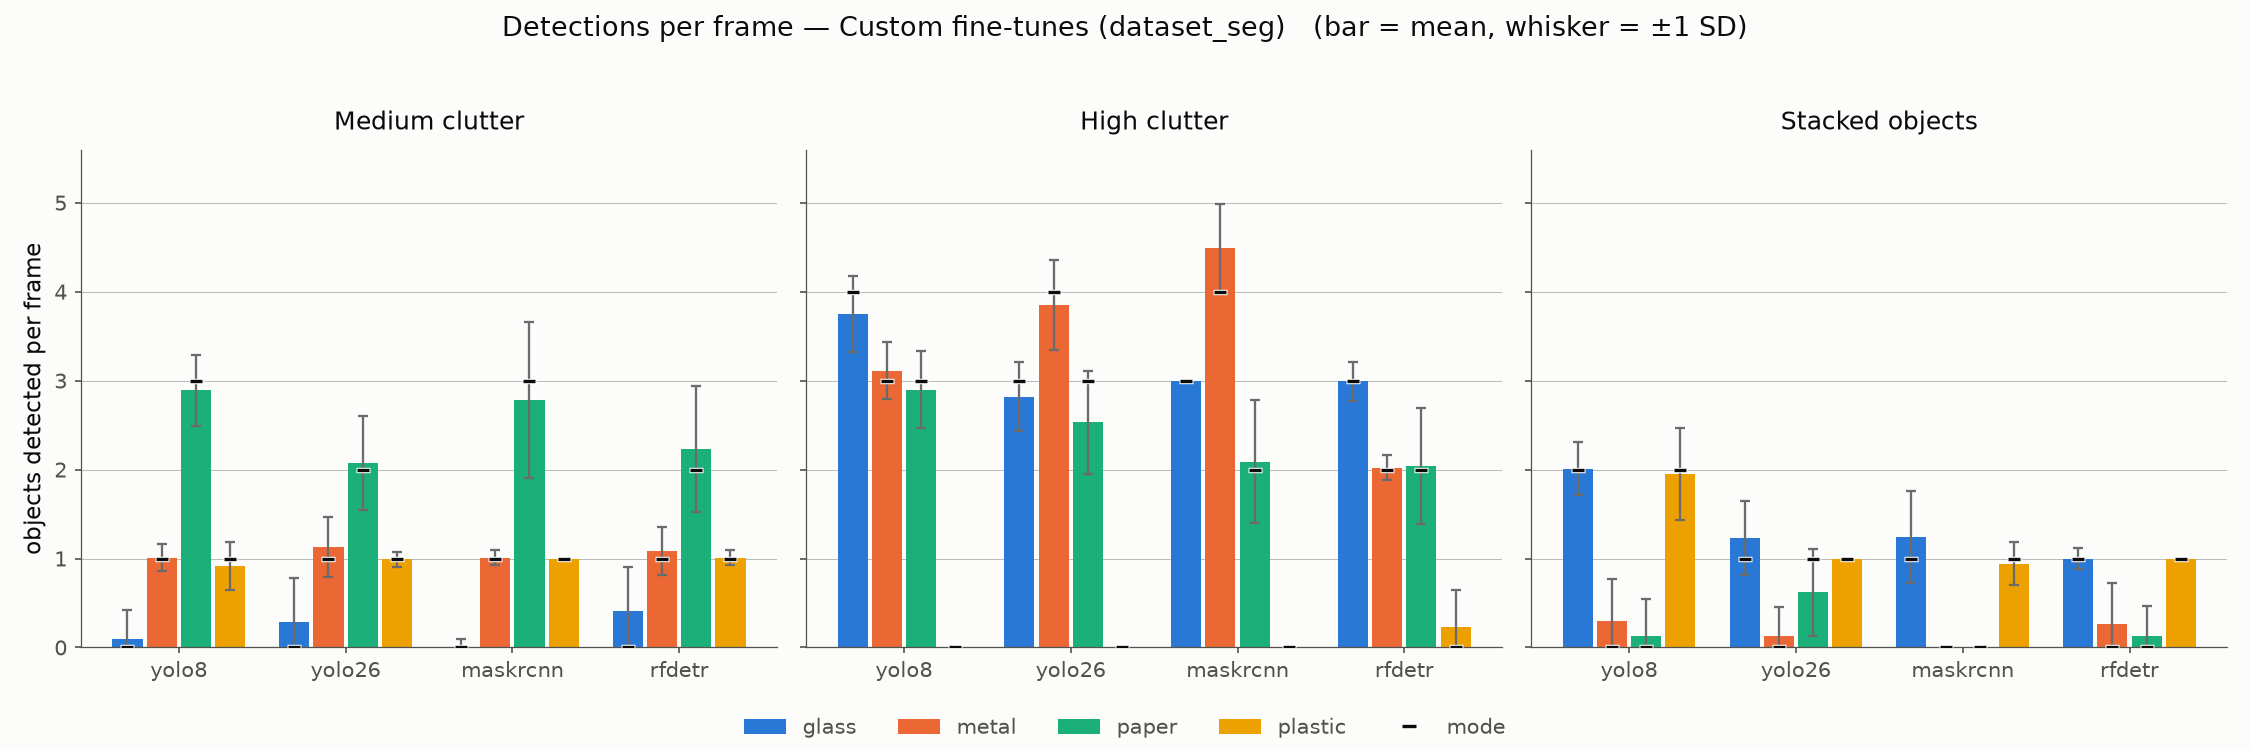 Detections per frame — Custom fine-tunes (dataset_seg)   (bar = mean, whisker = ±1 SD)
Medium clutter
High clutter
Stacked objects
objects detected per frame
5
4
3
2
1
0
yolo8
yolo26
maskrcnn
rfdetr
yolo8
yolo26
maskrcnn
rfdetr
yolo8
yolo26
maskrcnn
rfdetr
glass
metal
paper
plastic
mode